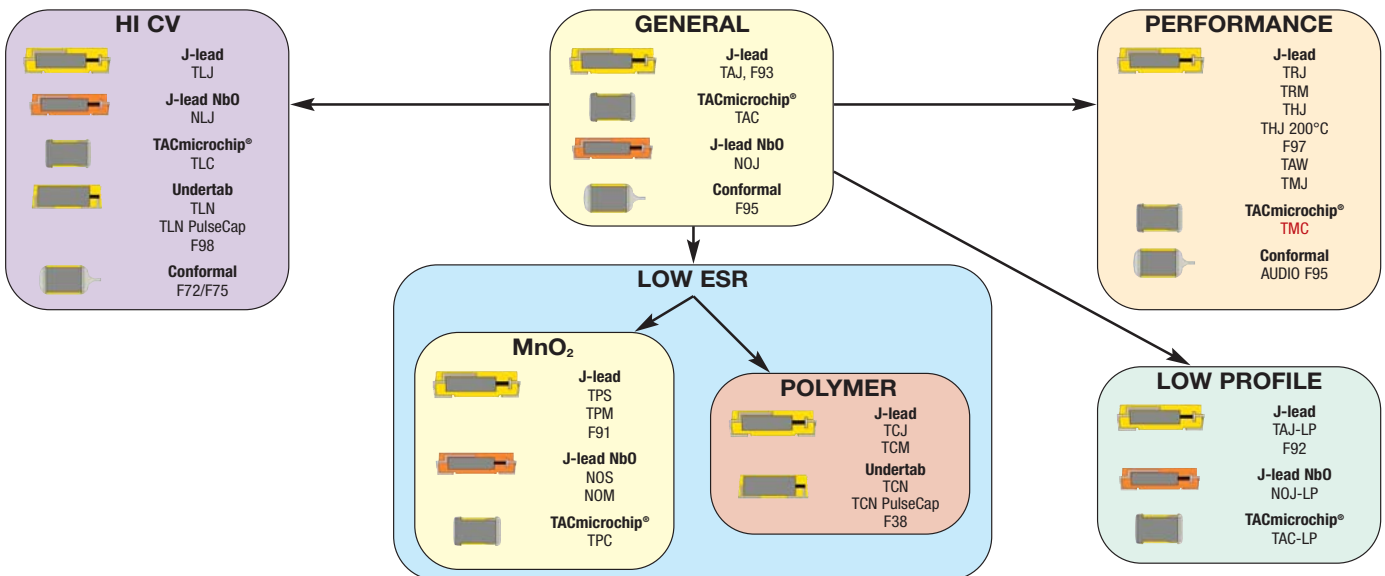 HI CV
J-lead
TLJ
J-lead NbO
NLJ
TACmicrochip®
TLC
Undertab
TLN
TLN PulseCap
F98
Conformal
F72/F75
GENERAL
J-lead
TAJ, F93
TACmicrochip®
TAC
J-lead NbO
NOJ
Conformal
F95
PERFORMANCE
J-lead
TRJ
TRM
THJ
THJ 200°C
F97
TAW
TMJ
TACmicrochip®
TMC
Conformal
AUDIO F95
LOW ESR
MnO₂
J-lead
TPS
TPM
F91
J-lead NbO
NOS
NOM
TACmicrochip®
TPC
POLYMER
J-lead
TCJ
TCM
Undertab
TCN
TCN PulseCap
F38
LOW PROFILE
J-lead
TAJ-LP
F92
J-lead NbO
NOJ-LP
TACmicrochip®
TAC-LP